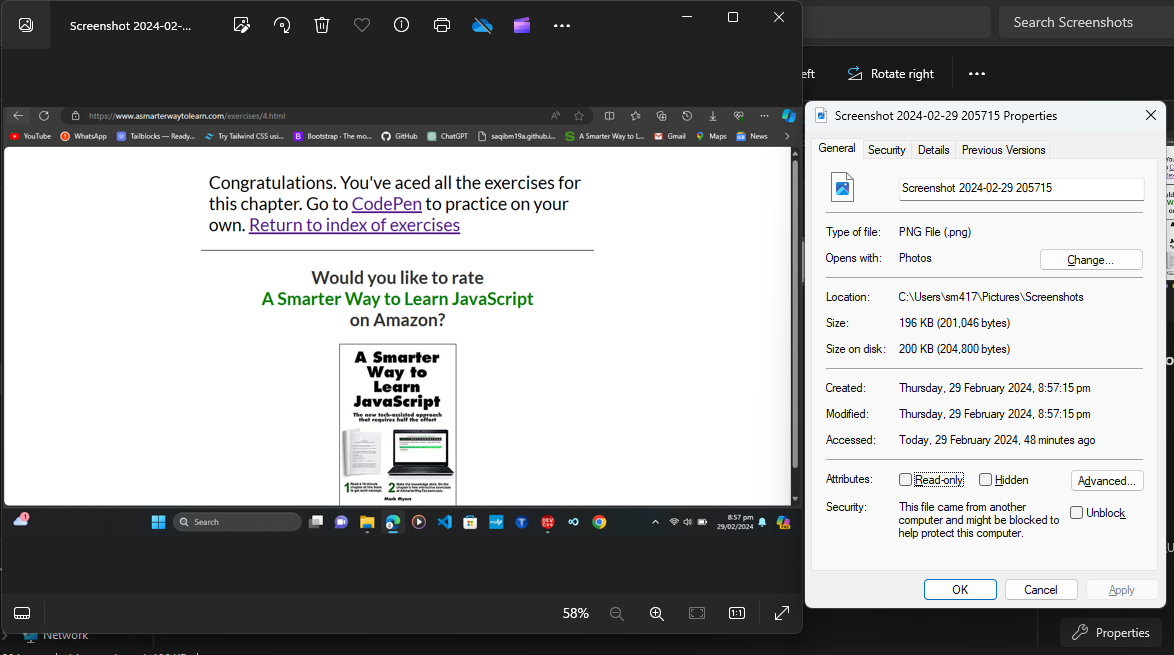 Screenshot 2024-02-...
Search Screenshots
Rotate right
https://www.asmarterwaytolearn.com/exercises/4.html
YouTube WhatsApp Tailblocks — Ready... Try Tailwind CSS usi... Bootstrap - The mo... GitHub ChatGPT saqibm19a.github.i... A Smarter Way to L... Gmail Maps News
Congratulations. You've aced all the exercises for
this chapter. Go to CodePen to practice on your
own. Return to index of exercises
Would you like to rate
A Smarter Way to Learn JavaScript
on Amazon?
A Smarter
Way to
Learn
JavaScript
The new tech-assisted approach
that requires half the effort
Mark Myers
Search
8:57 pm
29/02/2024
58%
1:1
Network
Screenshot 2024-02-29 205715 Properties
General Security Details Previous Versions
Screenshot 2024-02-29 205715
Type of file: PNG File (.png)
Opens with: Photos Change...
Location: C:\Users\sm417\Pictures\Screenshots
Size: 196 KB (201,046 bytes)
Size on disk: 200 KB (204,800 bytes)
Created: Thursday, 29 February 2024, 8:57:15 pm
Modified: Thursday, 29 February 2024, 8:57:15 pm
Accessed: Today, 29 February 2024, 48 minutes ago
Attributes: Read-only Hidden Advanced...
Security: This file came from another
computer and might be blocked to
help protect this computer.
Unblock
OK Cancel Apply
Properties